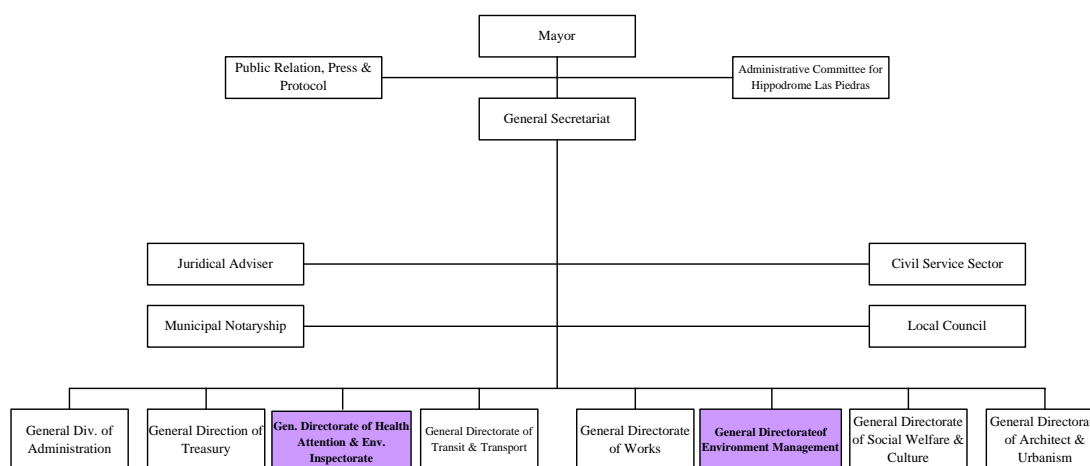 Mayor
Public Relation, Press &
Protocol
Administrative Committee for
Hippodrome Las Piedras
General Secretariat
Juridical Adviser
Civil Service Sector
Municipal Notaryship
Local Council
General Div. of
Administration
General Direction of
Treasury
Gen. Directorate of Health
Attention & Env.
Inspectorate
General Directorate of
Transit & Transport
General Directorate
of Works
General Directorateof
Environment Management
General Directorate
of Social Welfare &
Culture
General Directora
of Architect &
Urbanism